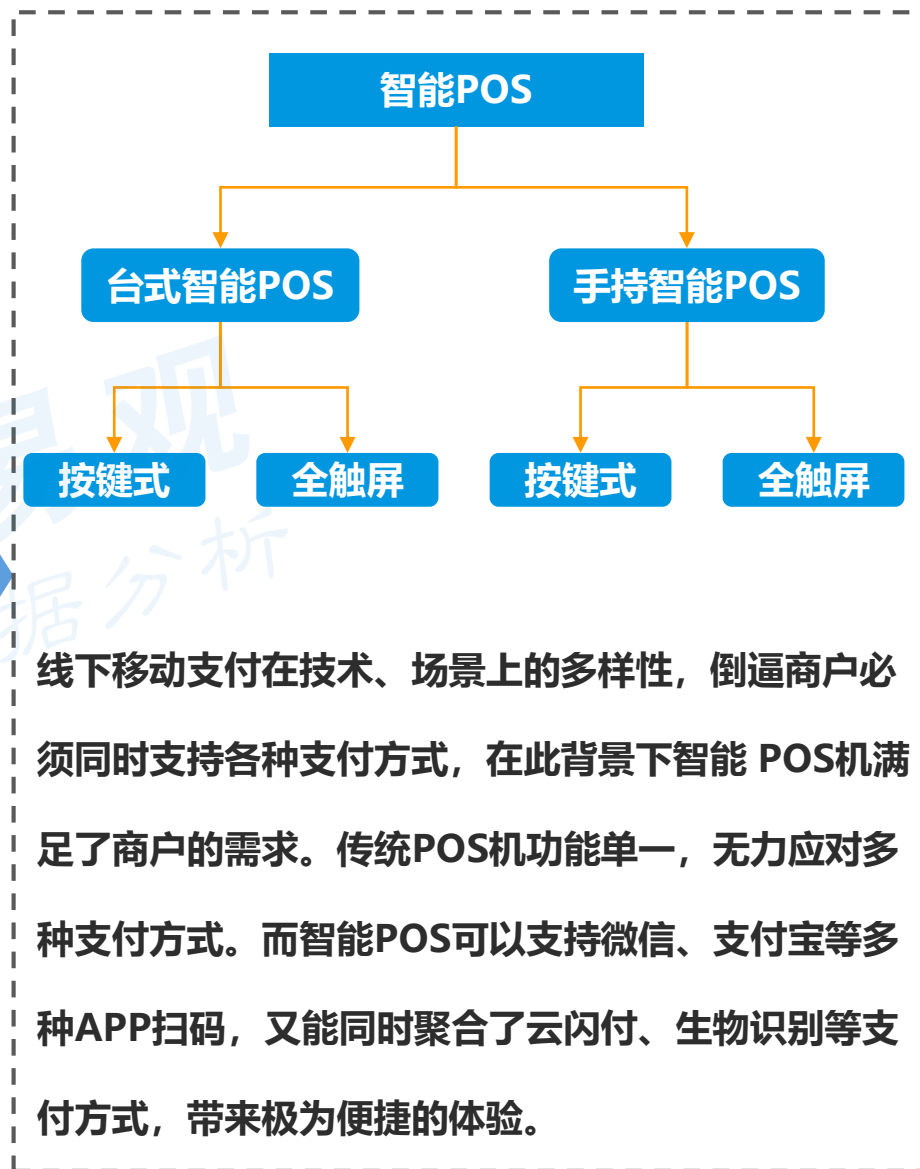 智能POS
台式智能POS
手持智能POS
按键式
全触屏
按键式
全触屏
易观
据分析
线下移动支付在技术、场景上的多样性，倒逼商户必
须同时支持各种支付方式，在此背景下智能 POS机满
足了商户的需求。传统POS机功能单一，无力应对多
种支付方式。而智能POS可以支持微信、支付宝等多
种APP扫码，又能同时聚合了云闪付、生物识别等支
付方式，带来极为便捷的体验。